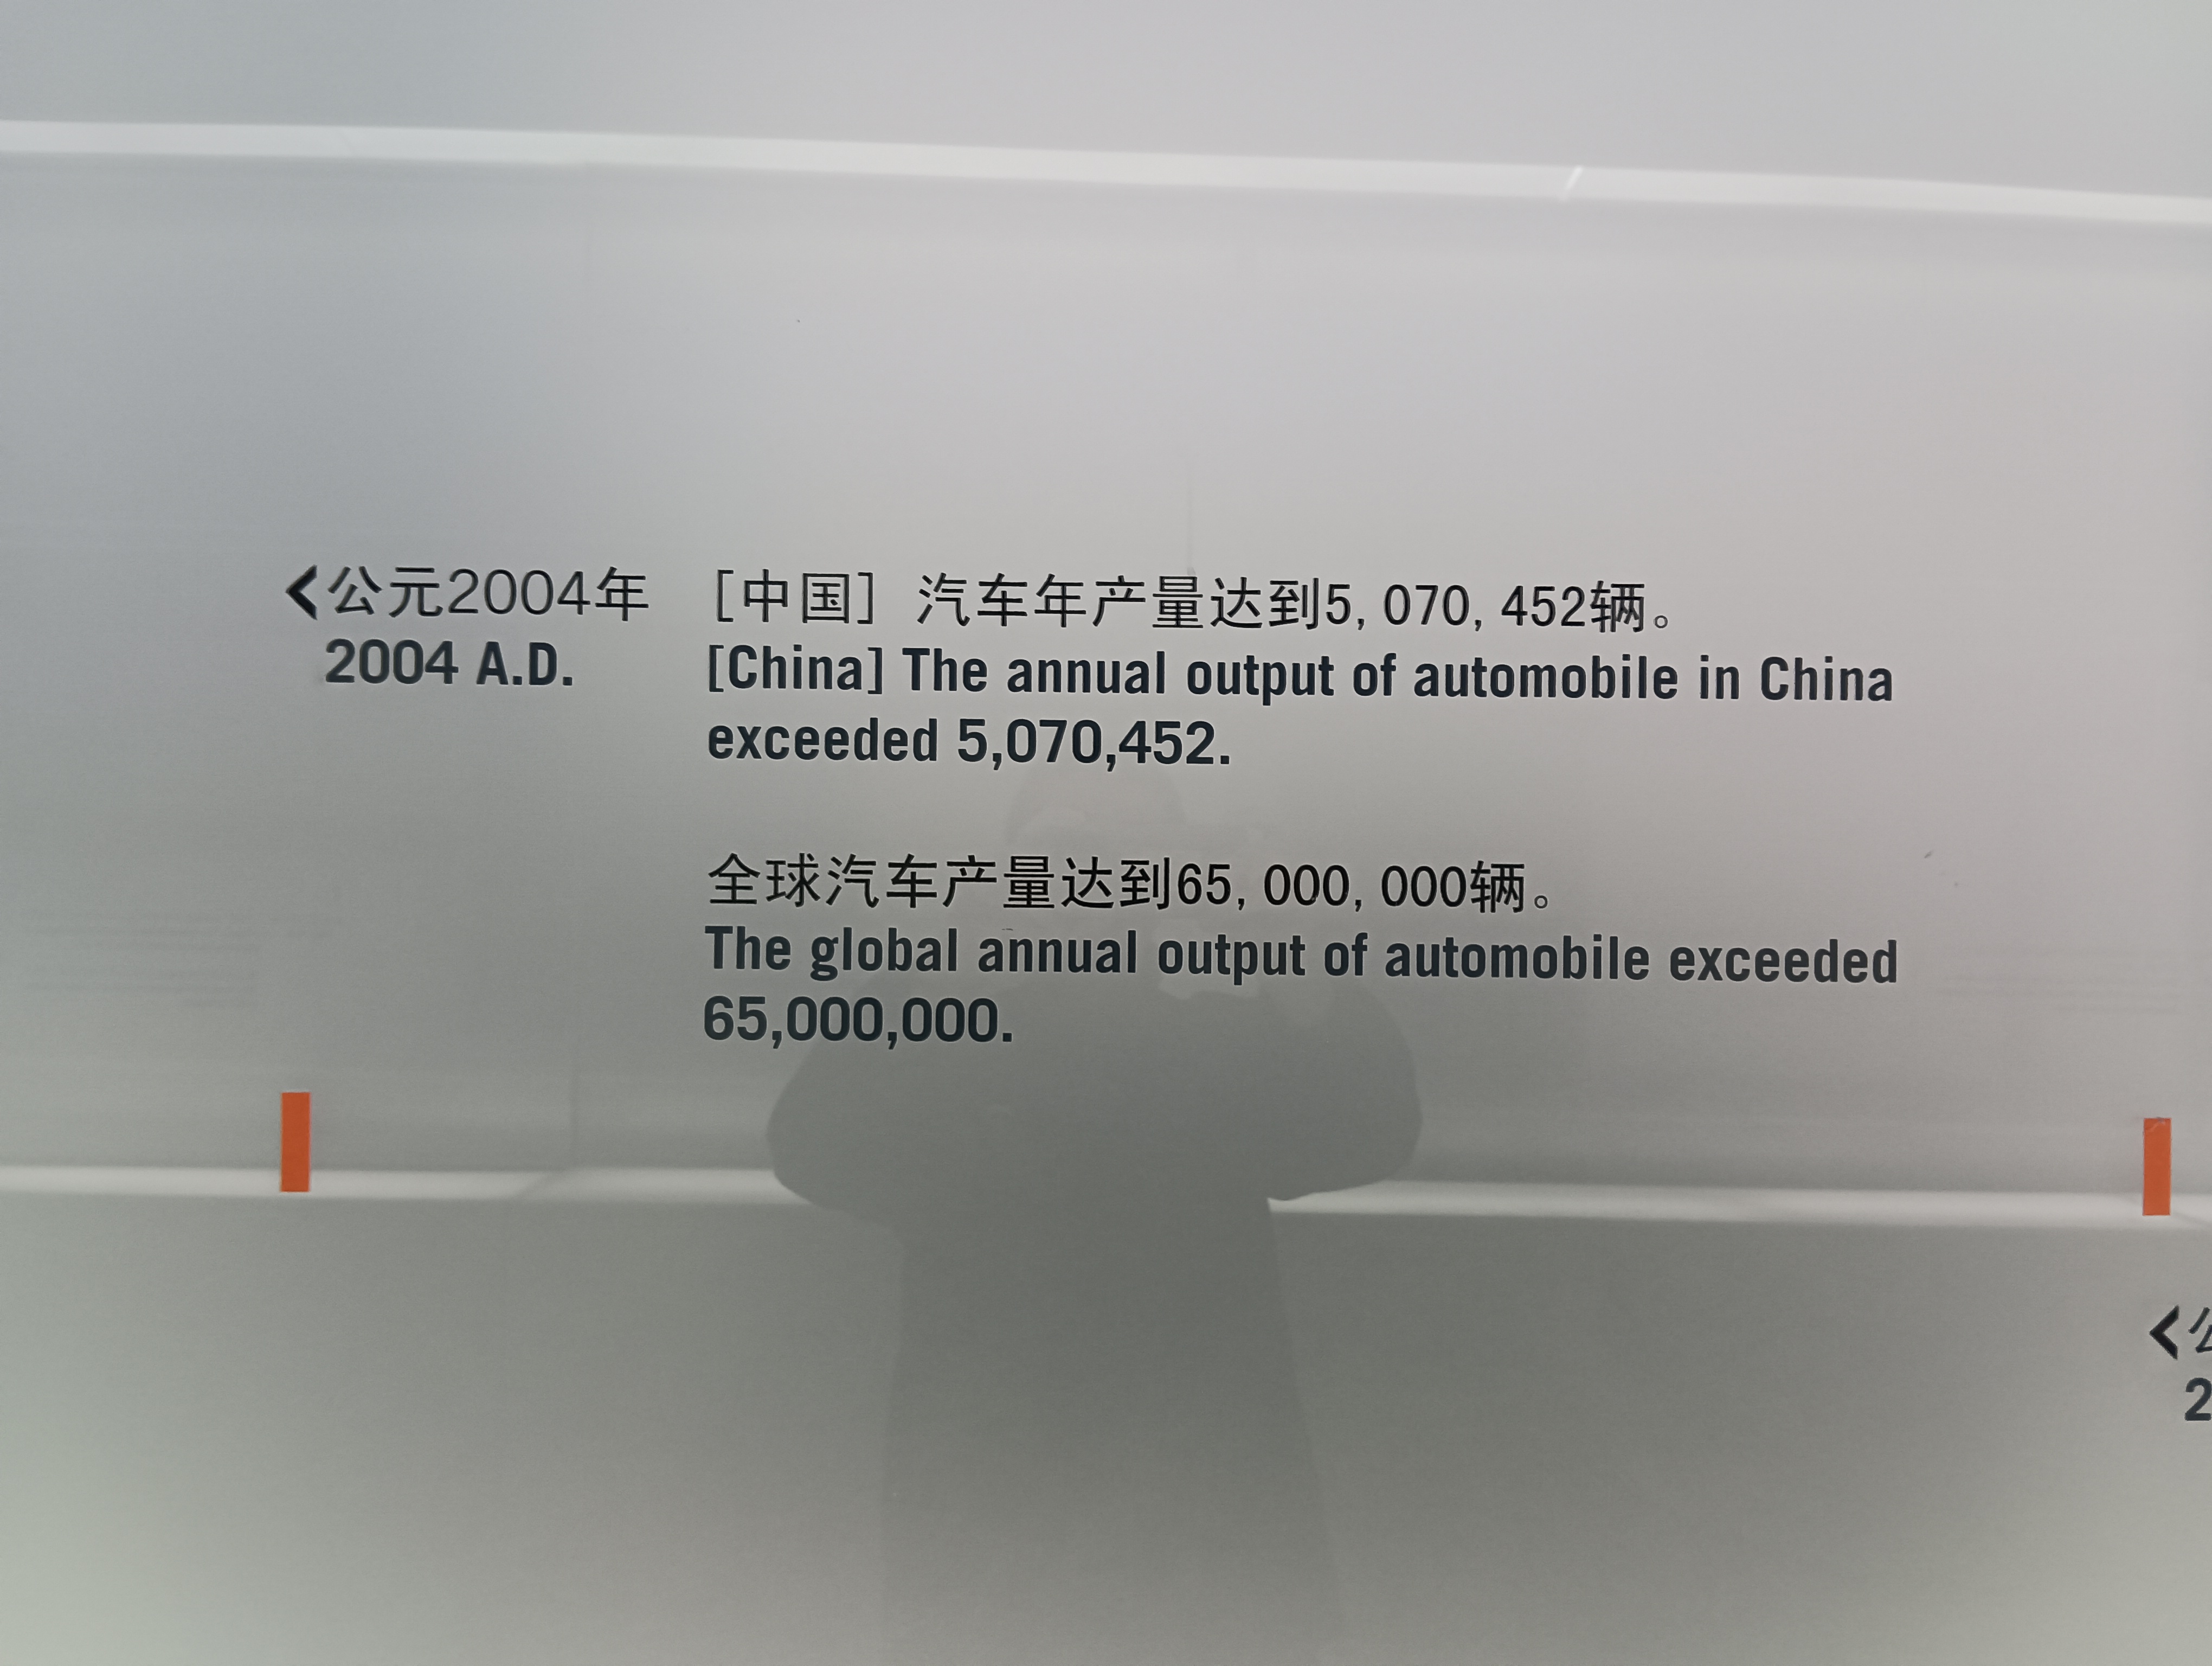 <公元2004年
2004 A.D.
[中国] 汽车年产量达到5, 070, 452辆。
[China] The annual output of automobile in China
exceeded 5,070,452.
全球汽车产量达到65, 000, 000辆。
The global annual output of automobile exceeded
65,000,000.
<公
2